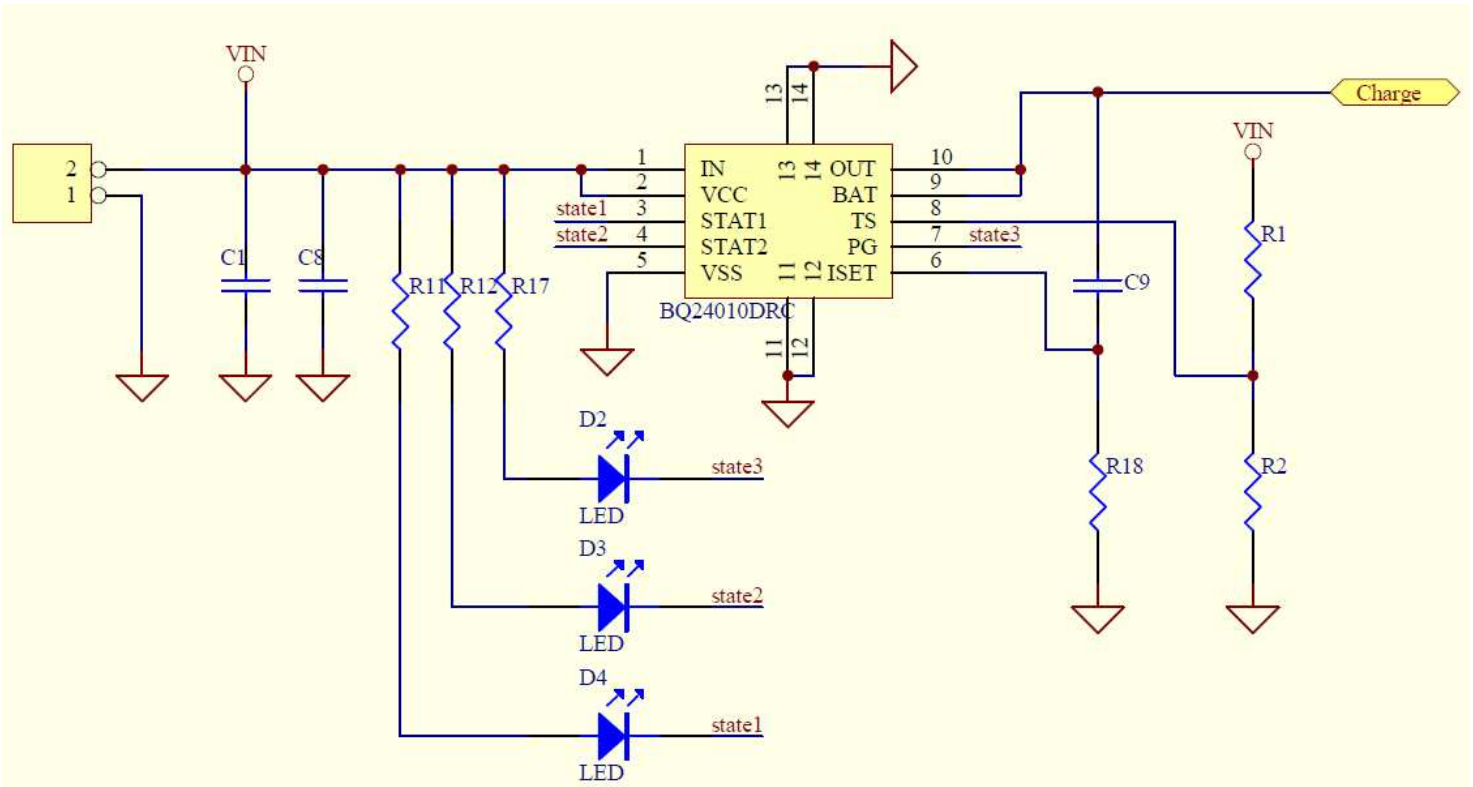 VIN
13
14
Charge
VIN
2
1
IN
13
14
OUT
10
1
2
VCC
BAT
9
state1
3
STAT1
TS
8
state2
4
STAT2
PG
7
state3
R1
5
VSS
11
12
ISET
6
C1
C8
R11
R12
R17
C9
BQ24010DRC
11
12
D2
state3
R18
R2
LED
D3
state2
LED
D4
state1
LED